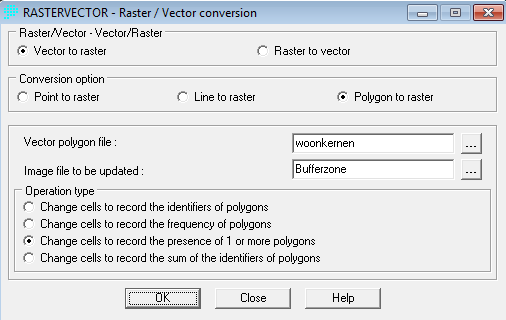 RASTERVECTOR - Raster / Vector conversion
Raster/Vector - Vector/Raster
Vector to raster
Raster to vector
Conversion option
Point to raster
Line to raster
Polygon to raster
Vector polygon file :
woonkernen
...
Image file to be updated :
Bufferzone
...
Operation type
Change cells to record the identifiers of polygons
Change cells to record the frequency of polygons
Change cells to record the presence of 1 or more polygons
Change cells to record the sum of the identifiers of polygons
OK
Close
Help